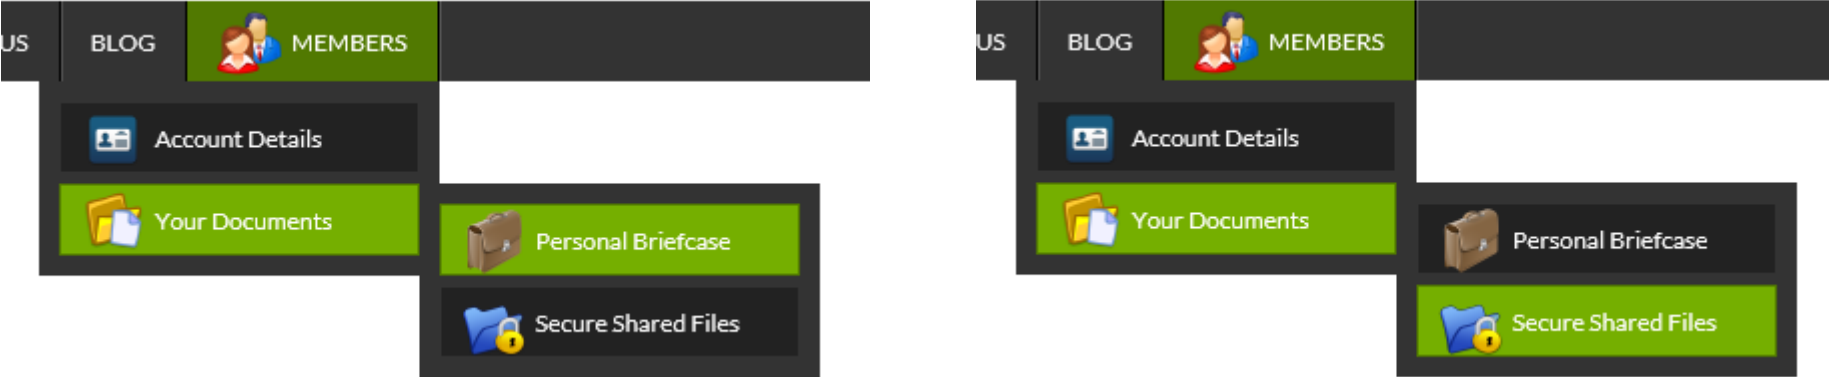 US BLOG MEMBERS
Account Details
Your Documents
Personal Briefcase
Secure Shared Files
US BLOG MEMBERS
Account Details
Your Documents
Personal Briefcase
Secure Shared Files